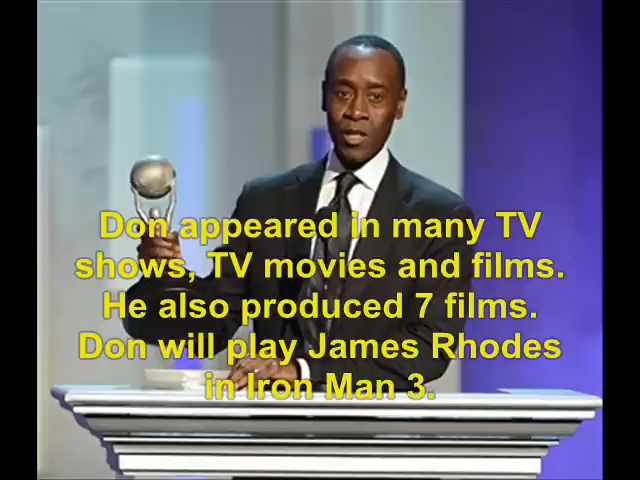 Don appeared in many TV
shows, TV movies and films.
He also produced 7 films.
Don will play James Rhodes
in Iron Man 3.